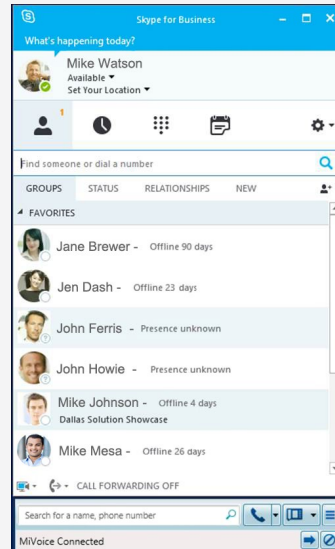 Skype for Business
What's happening today?
Mike Watson
Available
Set Your Location
1
Find someone or dial a number
GROUPS STATUS RELATIONSHIPS NEW
FAVORITES
Jane Brewer - Offline 90 days
Jen Dash - Offline 23 days
John Ferris - Presence unknown
John Howie - Presence unknown
Mike Johnson - Offline 4 days
Dallas Solution Showcase
Mike Mesa - Offline 26 days
CALL FORWARDING OFF
Search for a name, phone number
MiVoice Connected